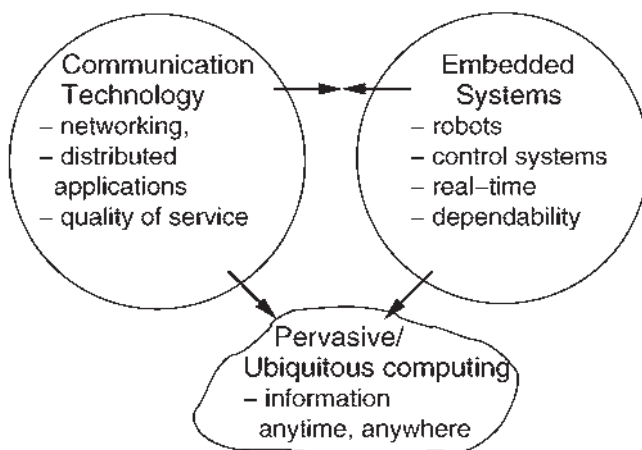 Communication
Technology
– networking,
– distributed
applications
– quality of service
Embedded
Systems
– robots
– control systems
– real–time
– dependability
Pervasive/
Ubiquitous computing
– information
anytime, anywhere